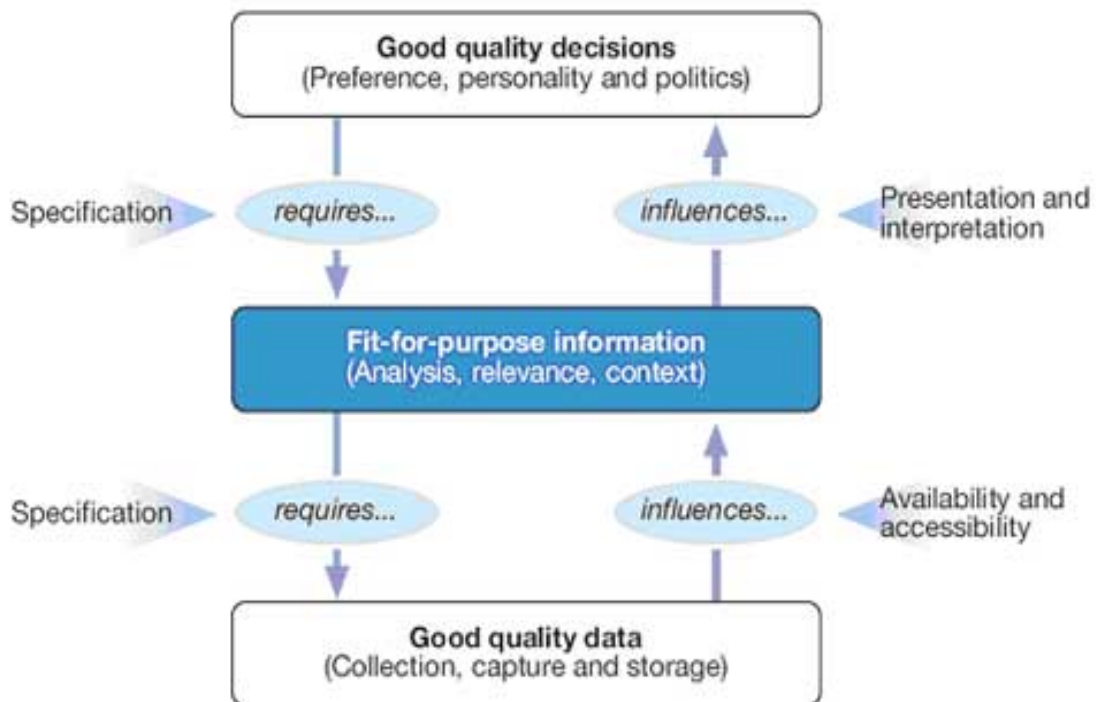 Good quality decisions
(Preference, personality and politics)
Specification
requires...
influences...
Presentation and
interpretation
Fit-for-purpose information
(Analysis, relevance, context)
Specification
requires...
influences...
Availability and
accessibility
Good quality data
(Collection, capture and storage)